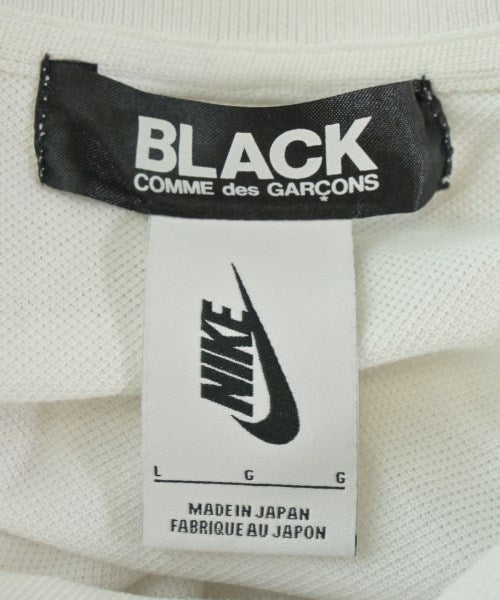 BLACK
COMME des GARÇONS
NIKE
L G G
MADE IN JAPAN
FABRIQUE AU JAPON